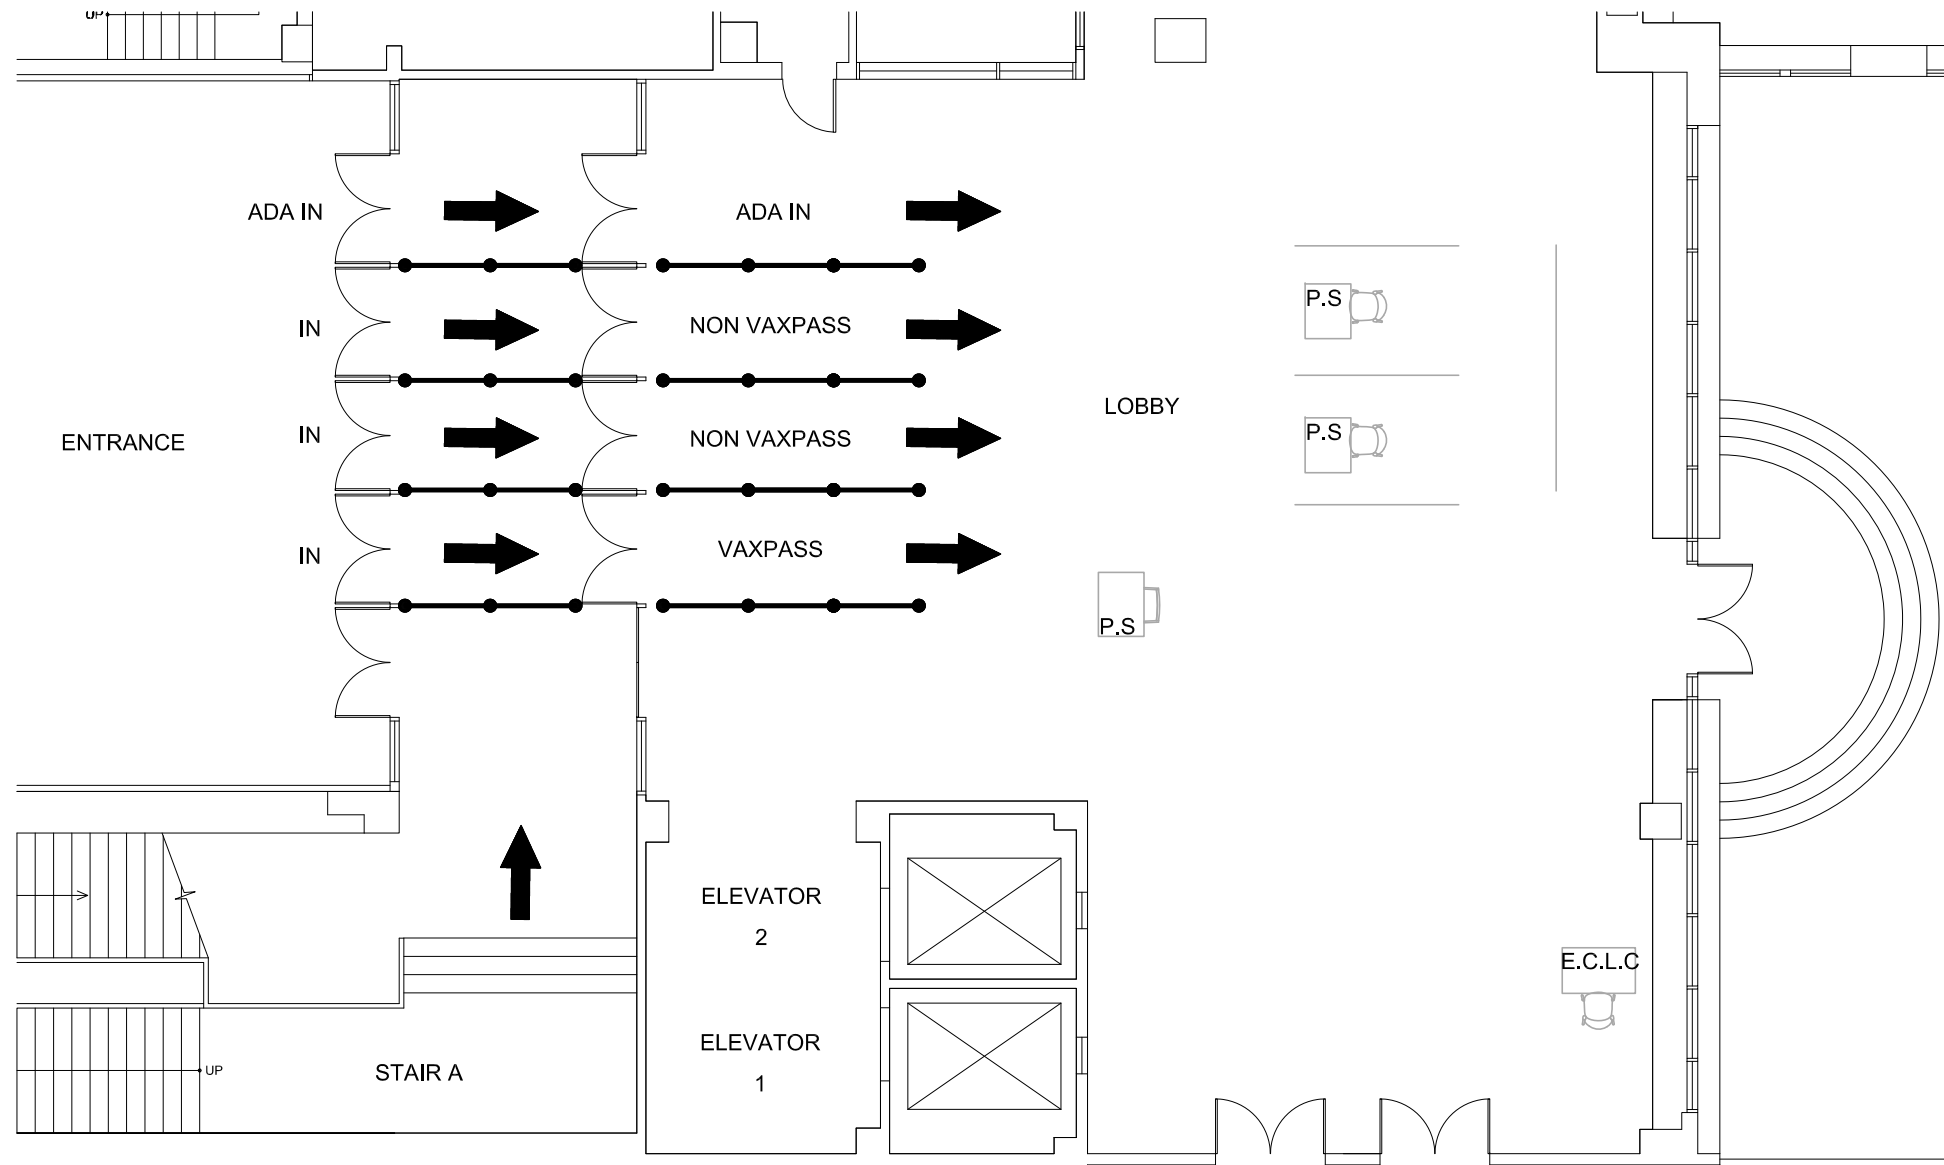 UP
ADA IN
ADA IN
IN
NON VAXPASS
P.S
LOBBY
ENTRANCE
IN
NON VAXPASS
P.S
IN
VAXPASS
P.S
ELEVATOR
2
E.C.L.C
ELEVATOR
1
UP
STAIR A